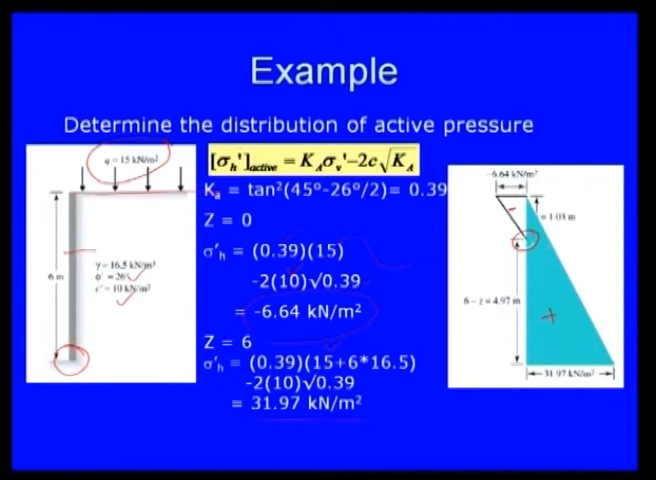 Example
Determine the distribution of active pressure
q = 15 kN/m²
[σh']active = KAσv'−2c√KA
Ka = tan²(45°-26°/2)= 0.39
Z = 0
σ'h = (0.39)(15)
-2(10)√0.39
= -6.64 kN/m²
Z = 6
σ'h = (0.39)(15+6*16.5)
-2(10)√0.39
= 31.97 kN/m²
6 m
γ = 16.5 kN/m³
φ' = 26°
c' = 10 kN/m²
-6.64 kN/m²
−
= 1.03 m
6 - z = 4.97 m
+
31.97 kN/m²